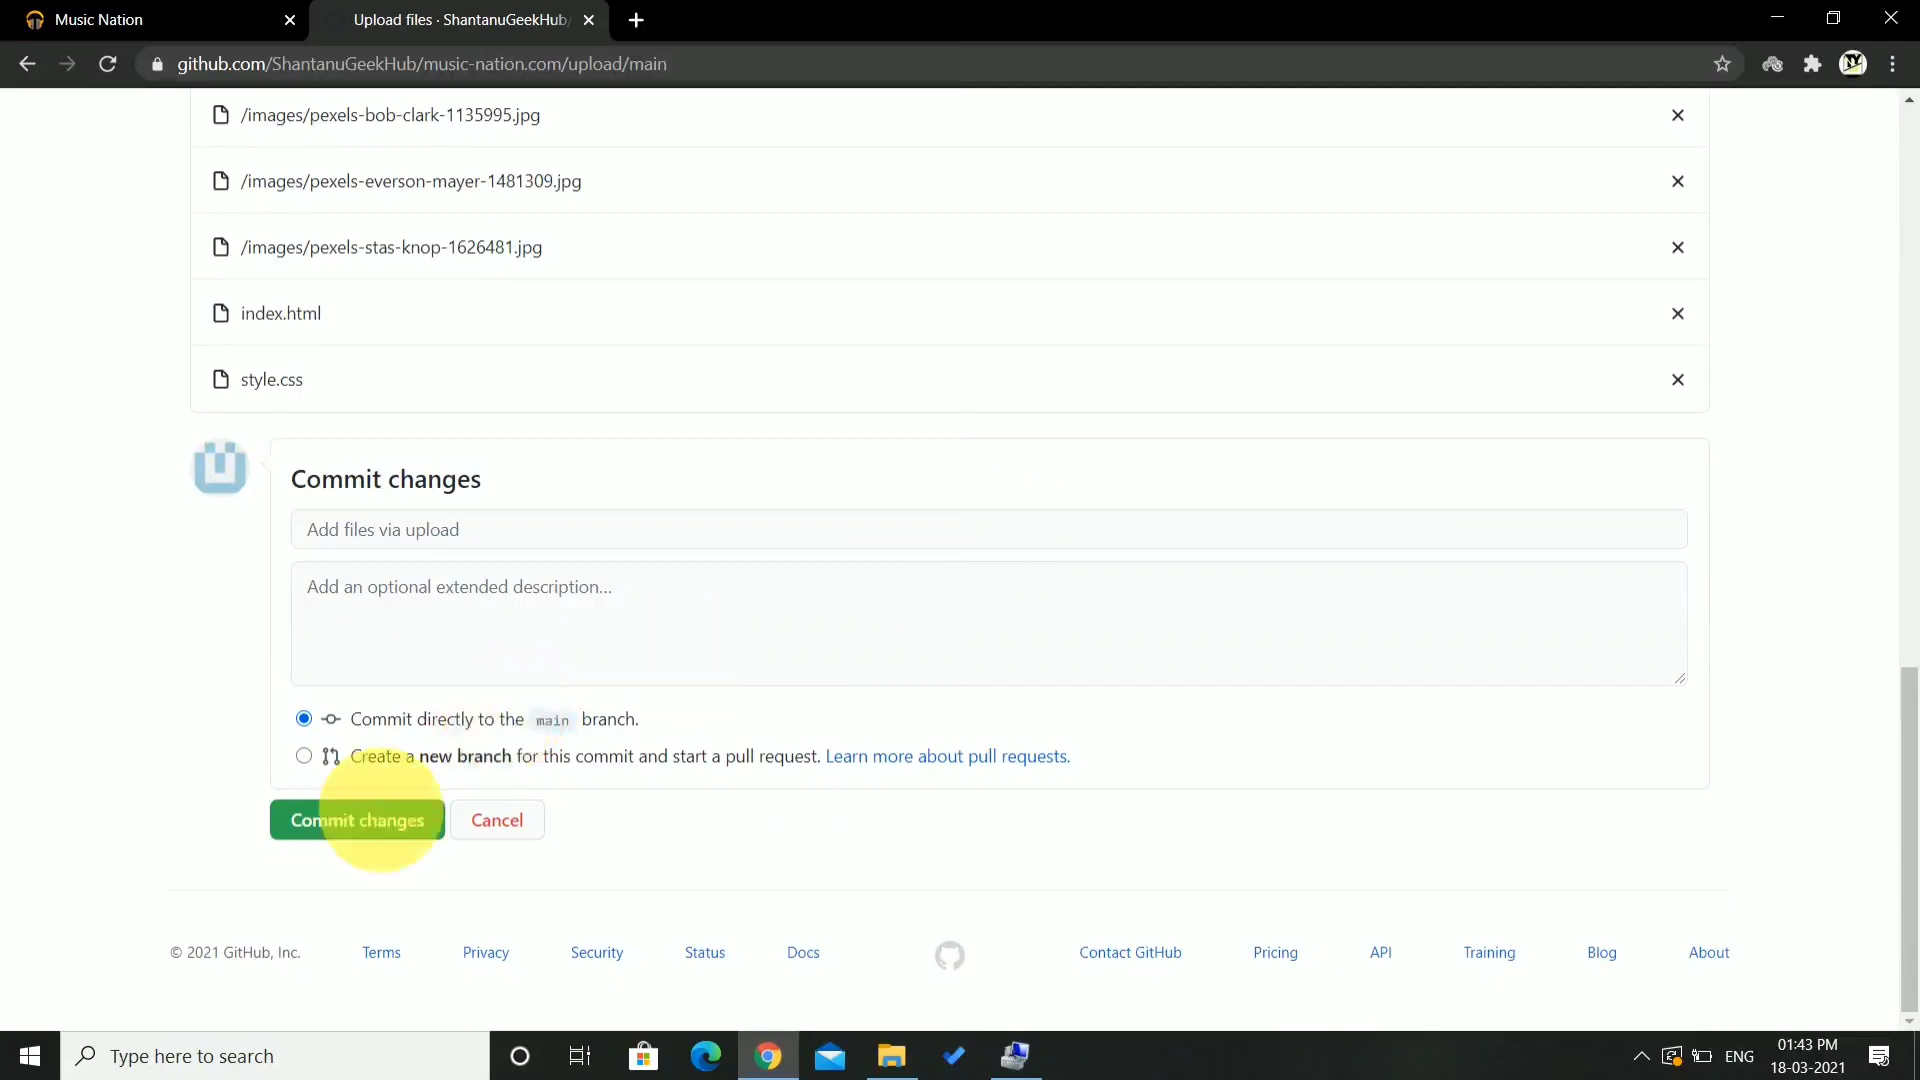 Music Nation
Upload files · ShantanuGeekHub/
github.com/ShantanuGeekHub/music-nation.com/upload/main
/images/pexels-bob-clark-1135995.jpg
/images/pexels-everson-mayer-1481309.jpg
/images/pexels-stas-knop-1626481.jpg
index.html
style.css
Commit changes
Add files via upload
Add an optional extended description...
Commit directly to the main branch.
Create a new branch for this commit and start a pull request. Learn more about pull requests.
Commit changes Cancel
© 2021 GitHub, Inc. Terms Privacy Security Status Docs Contact GitHub Pricing API Training Blog About
Type here to search
ENG
01:43 PM
18-03-2021